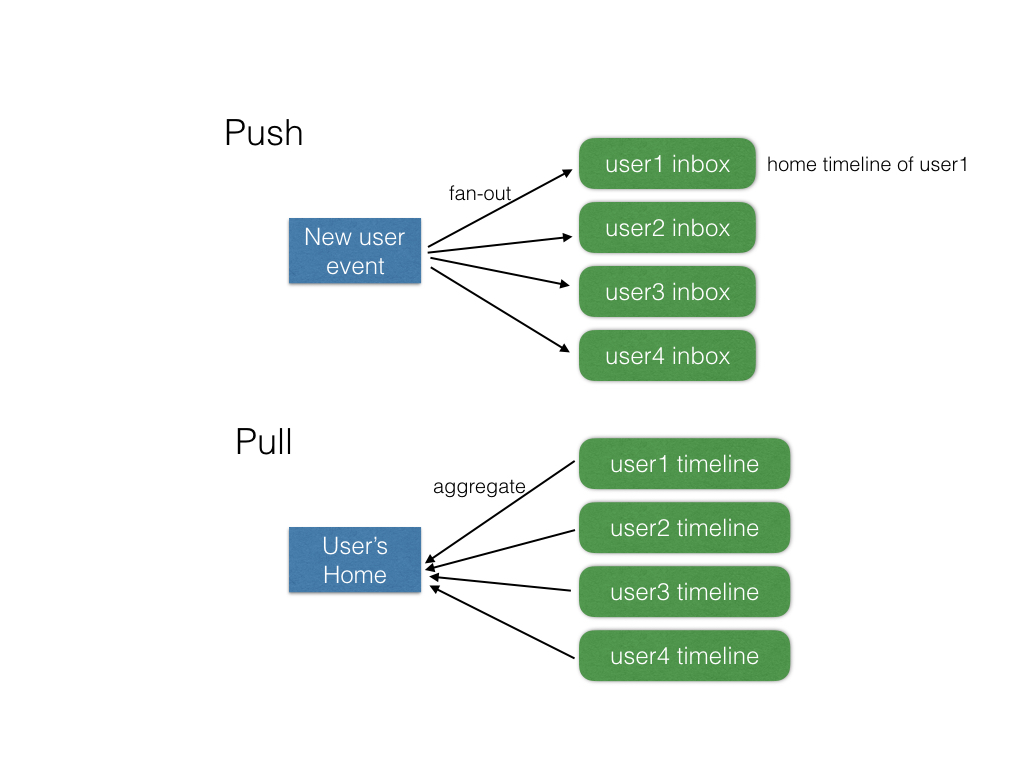 Push
fan-out
New user
event
user1 inbox
home timeline of user1
user2 inbox
user3 inbox
user4 inbox
Pull
aggregate
User’s
Home
user1 timeline
user2 timeline
user3 timeline
user4 timeline